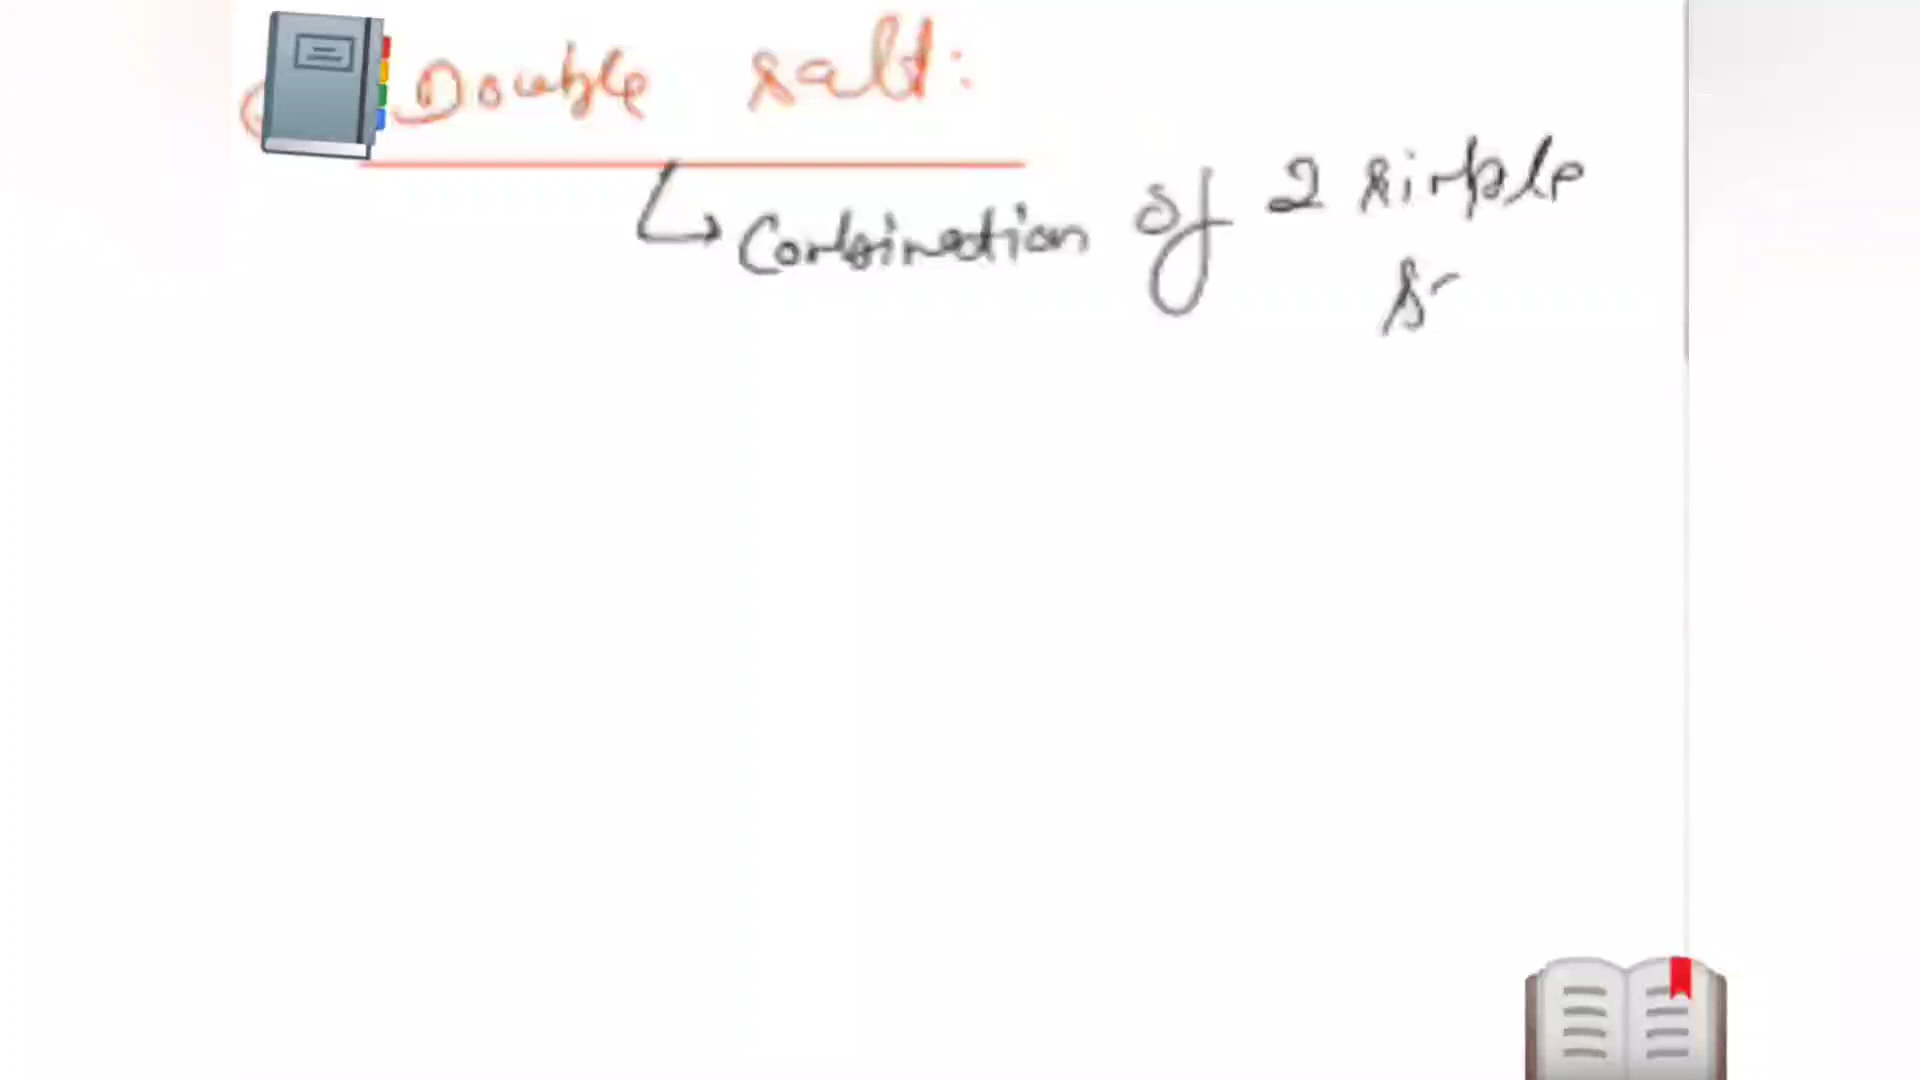 Double salt:
Combination of 2 simple
s